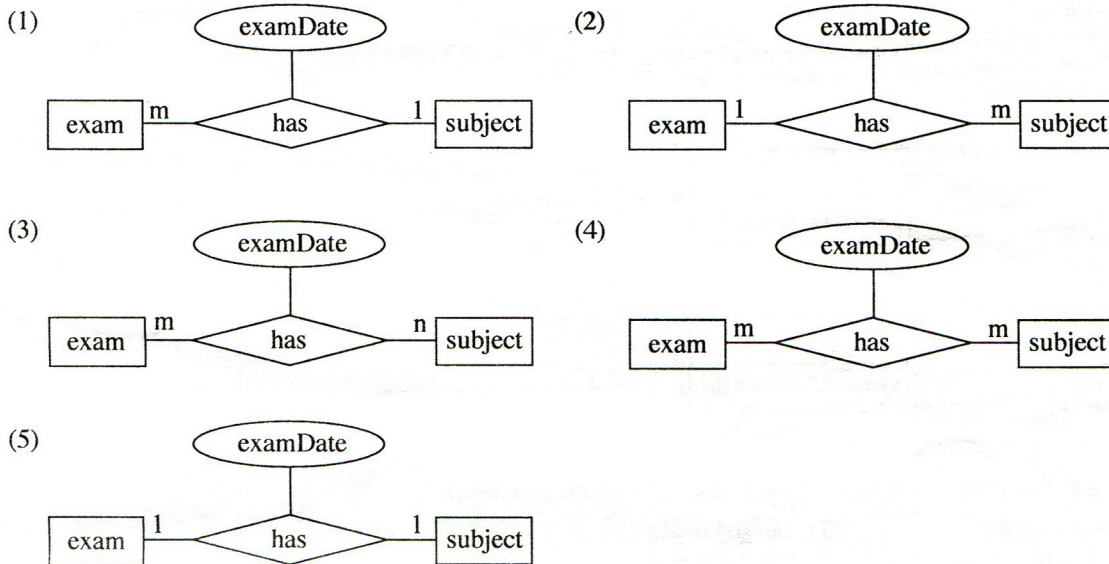 (1)
examDate
exam m has 1 subject
(2)
examDate
exam 1 has m subject
(3)
examDate
exam m has n subject
(4)
examDate
exam m has m subject
(5)
examDate
exam 1 has 1 subject